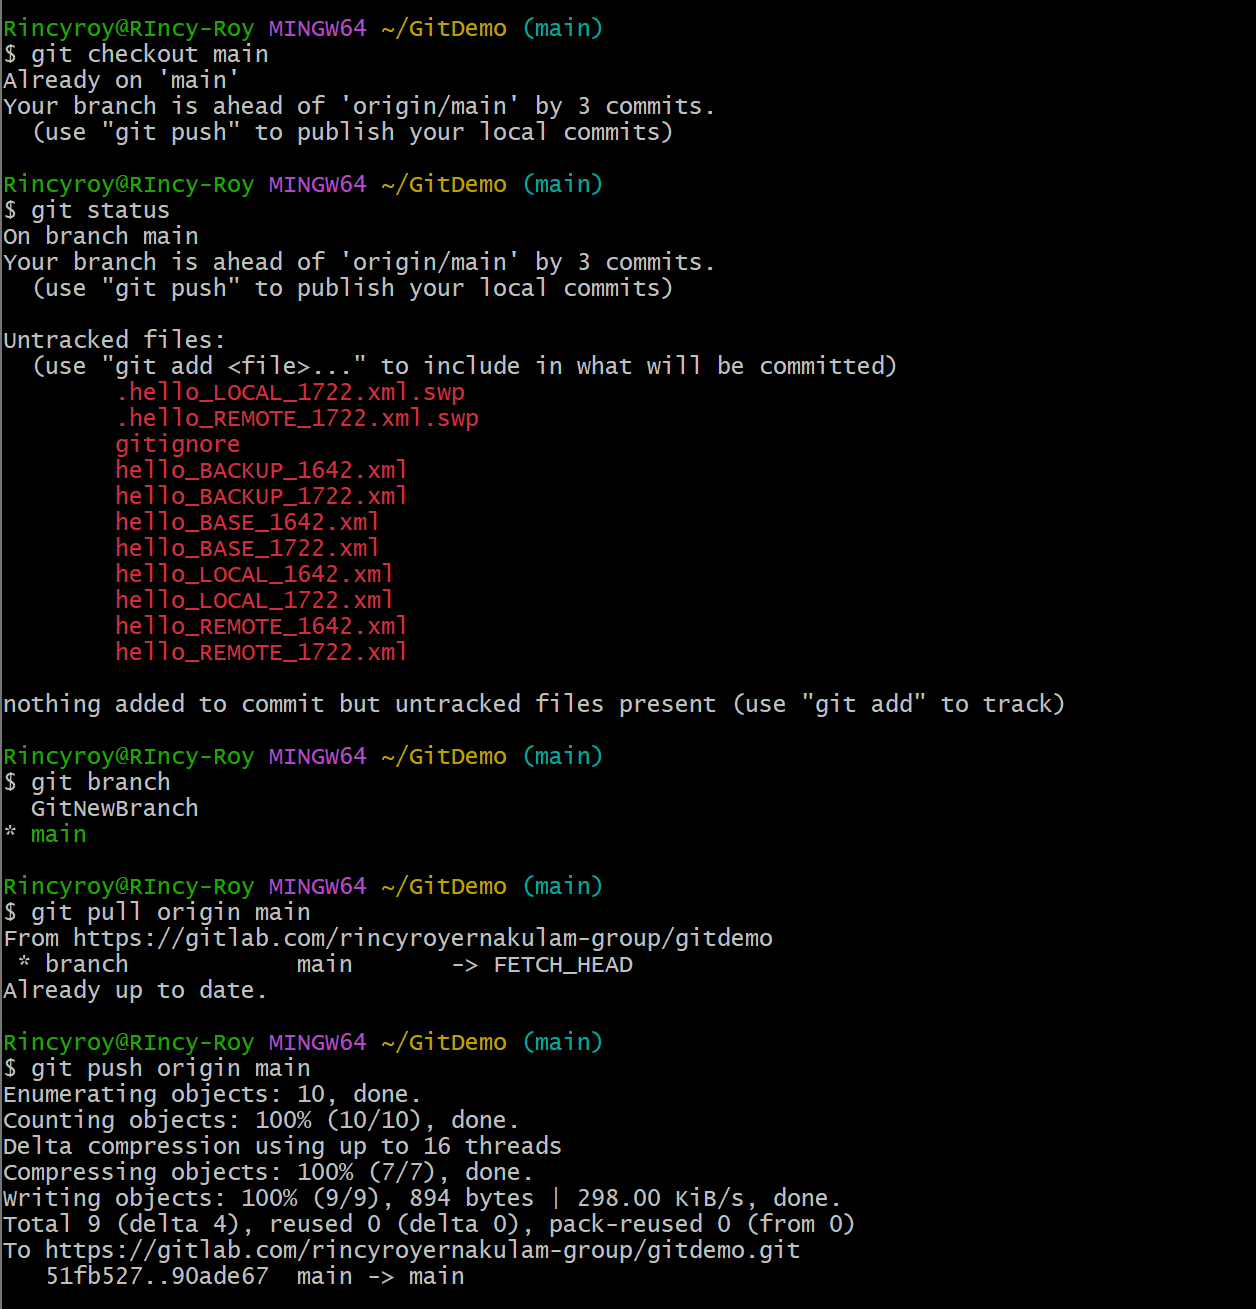 Rincyroy@RIncy-Roy MINGW64 ~/GitDemo (main)
$ git checkout main
Already on 'main'
Your branch is ahead of 'origin/main' by 3 commits.
  (use "git push" to publish your local commits)

Rincyroy@RIncy-Roy MINGW64 ~/GitDemo (main)
$ git status
On branch main
Your branch is ahead of 'origin/main' by 3 commits.
  (use "git push" to publish your local commits)

Untracked files:
  (use "git add <file>..." to include in what will be committed)
        .hello_LOCAL_1722.xml.swp
        .hello_REMOTE_1722.xml.swp
        gitignore
        hello_BACKUP_1642.xml
        hello_BACKUP_1722.xml
        hello_BASE_1642.xml
        hello_BASE_1722.xml
        hello_LOCAL_1642.xml
        hello_LOCAL_1722.xml
        hello_REMOTE_1642.xml
        hello_REMOTE_1722.xml

nothing added to commit but untracked files present (use "git add" to track)

Rincyroy@RIncy-Roy MINGW64 ~/GitDemo (main)
$ git branch
  GitNewBranch
* main

Rincyroy@RIncy-Roy MINGW64 ~/GitDemo (main)
$ git pull origin main
From https://gitlab.com/rincyroyernakulam-group/gitdemo
 * branch            main       -> FETCH_HEAD
Already up to date.

Rincyroy@RIncy-Roy MINGW64 ~/GitDemo (main)
$ git push origin main
Enumerating objects: 10, done.
Counting objects: 100% (10/10), done.
Delta compression using up to 16 threads
Compressing objects: 100% (7/7), done.
Writing objects: 100% (9/9), 894 bytes | 298.00 KiB/s, done.
Total 9 (delta 4), reused 0 (delta 0), pack-reused 0 (from 0)
To https://gitlab.com/rincyroyernakulam-group/gitdemo.git
   51fb527..90ade67  main -> main